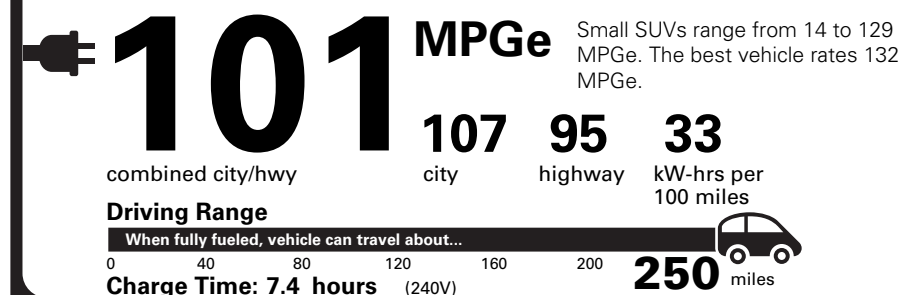 101 MPGe
Small SUVs range from 14 to 129
MPGe. The best vehicle rates 132
MPGe.
combined city/hwy
107 95 33
city highway kW-hrs per
100 miles
Driving Range
When fully fueled, vehicle can travel about...
0 40 80 120 160 200 250 miles
Charge Time: 7.4 hours (240V)